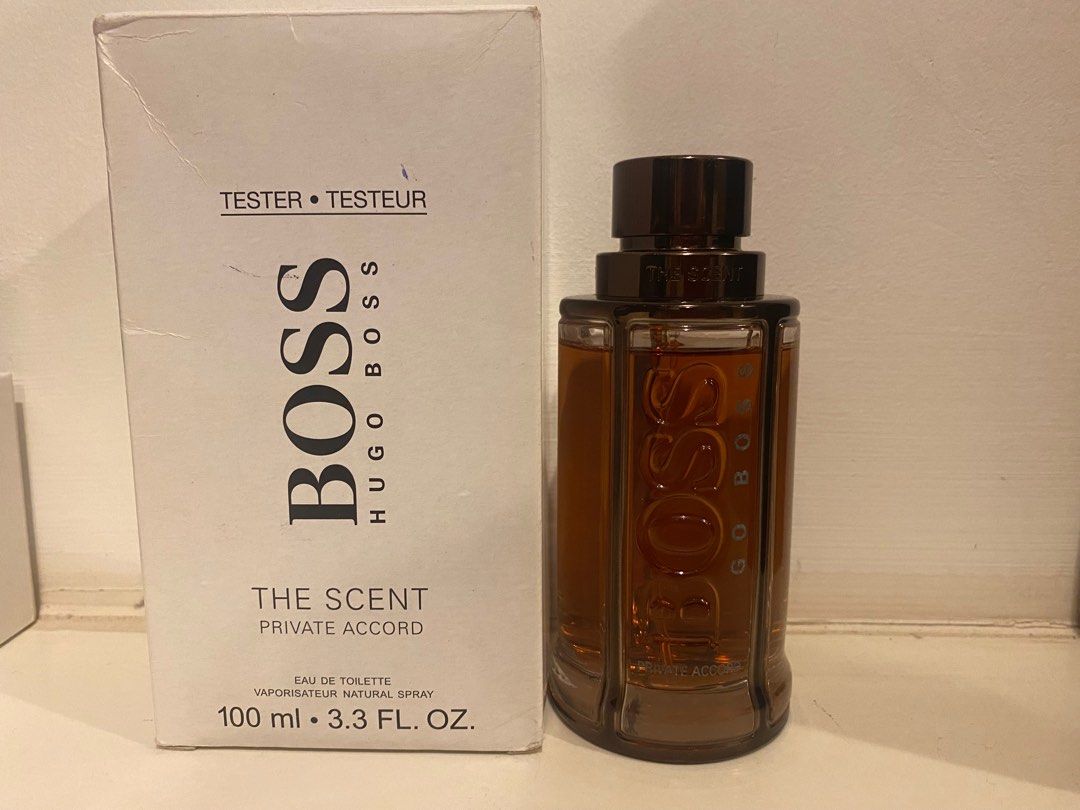 TESTER • TESTEUR
BOSS
HUGO BOSS
THE SCENT
PRIVATE ACCORD
EAU DE TOILETTE
VAPORISATEUR NATURAL SPRAY
100 ml • 3.3 FL. OZ.
THE SCENT
BOSS
GO BOSS
PRIVATE ACCORD